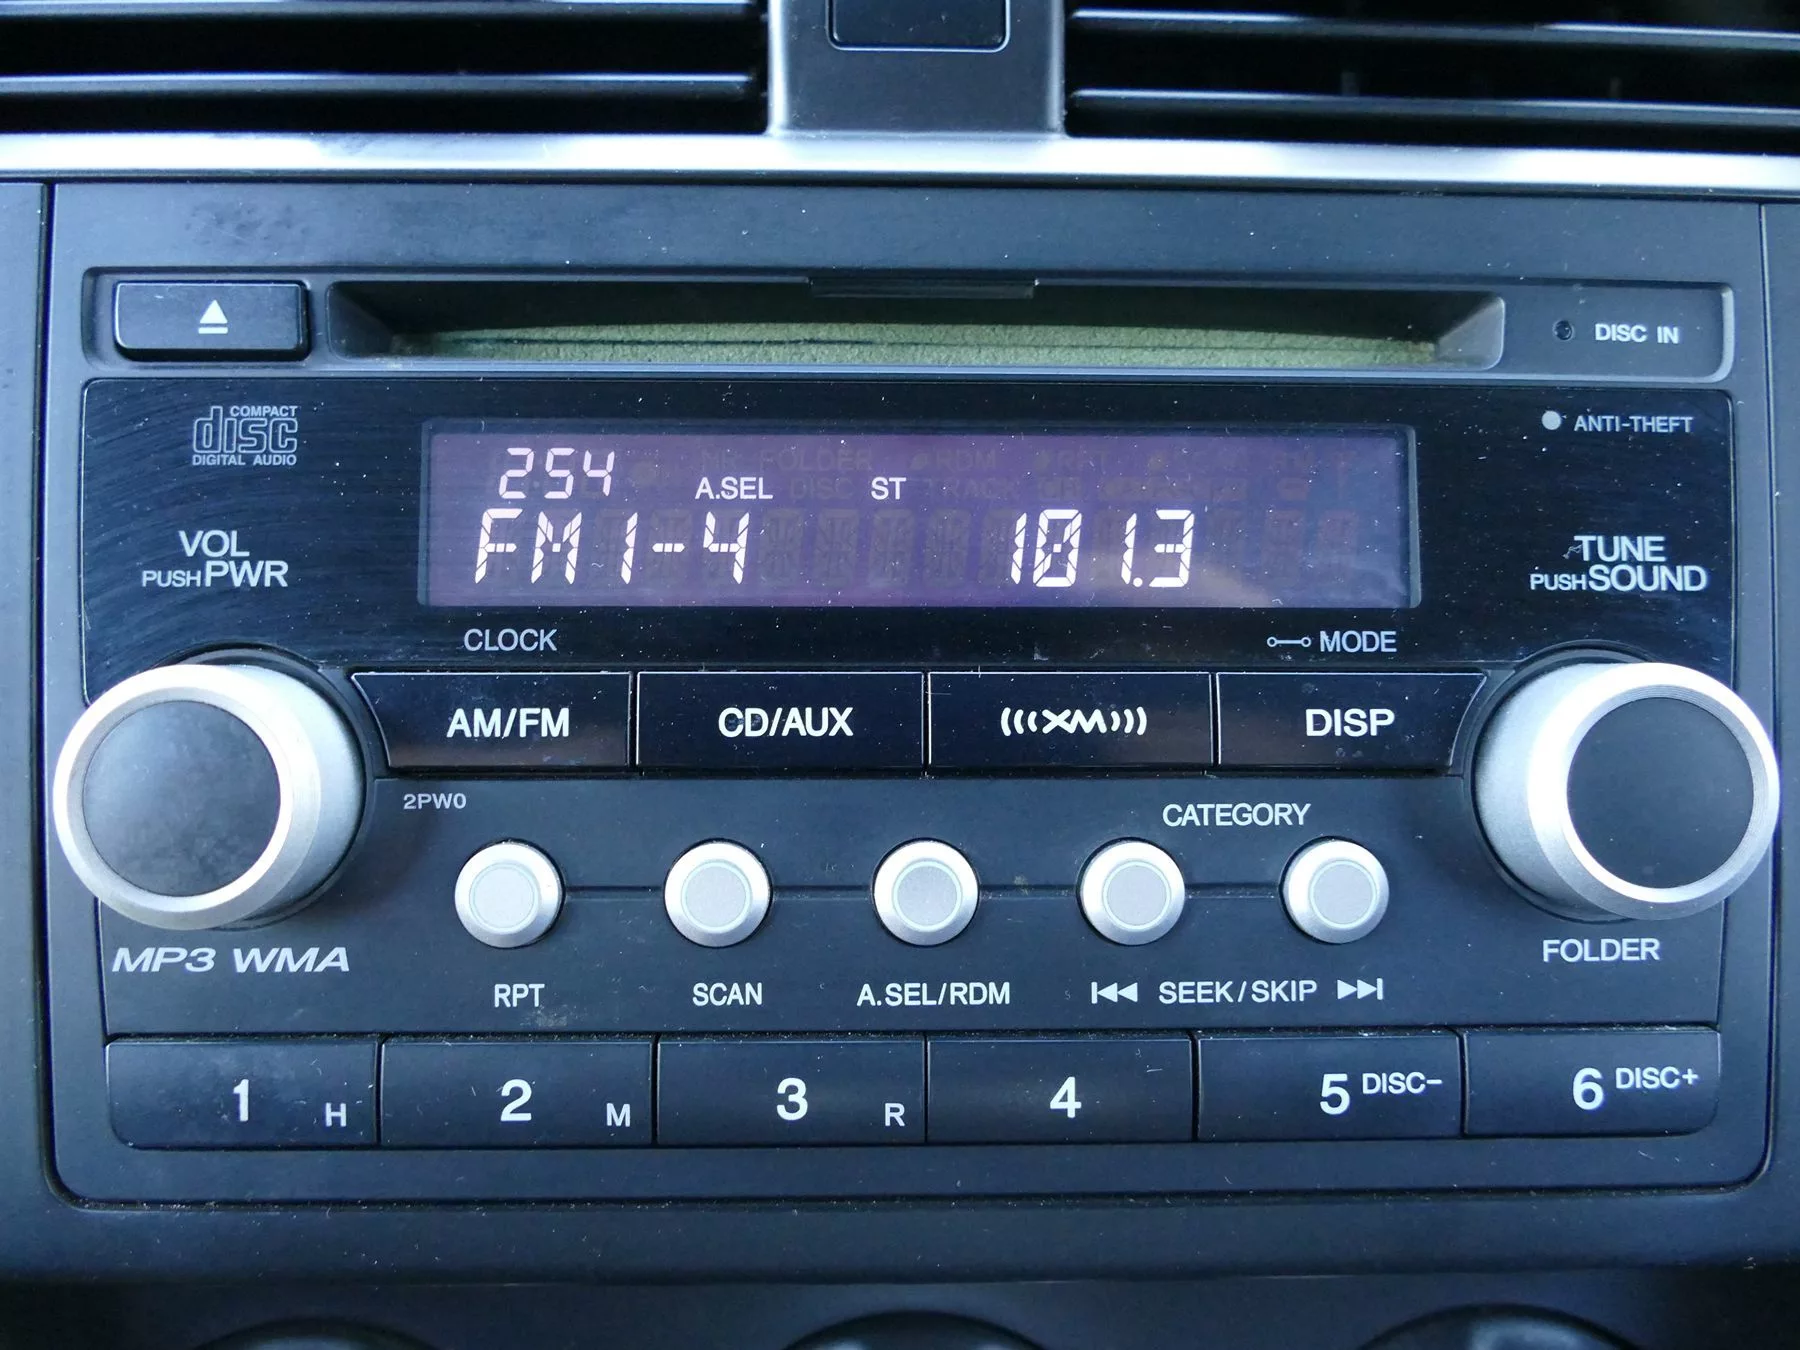 DISC IN
COMPACT
disc
DIGITAL AUDIO
ANTI-THEFT
2:54 A.SEL ST
FM1-4 101.3
VOL
PUSH PWR
TUNE
PUSH SOUND
CLOCK
MODE
AM/FM
CD/AUX
(((XM)))
DISP
2PW0
CATEGORY
MP3 WMA
FOLDER
RPT
SCAN
A.SEL/RDM
SEEK/SKIP
1 H
2 M
3 R
4
5 DISC-
6 DISC+